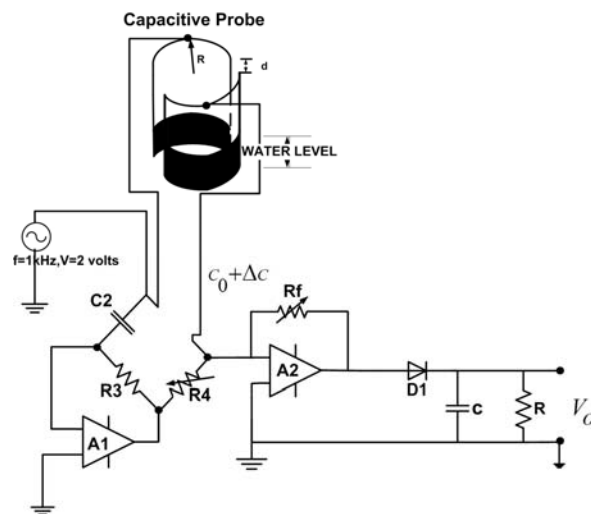 Capacitive Probe
R
d
WATER LEVEL
f=1kHz,V=2 volts
C2
C₀+ΔC
Rf
R3
R4
A2
D1
A1
C
R
Vₒ